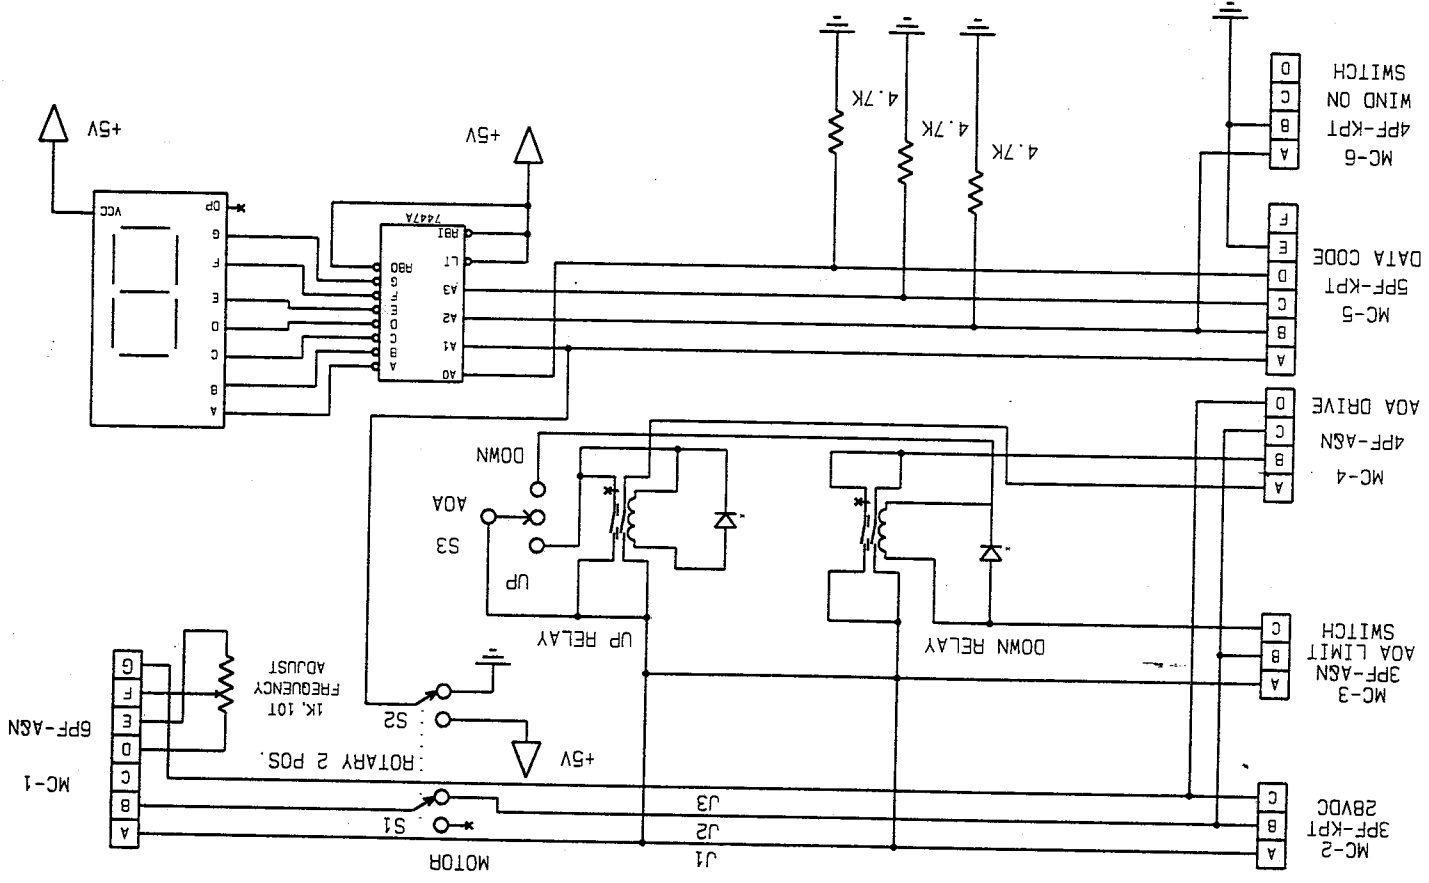 MC-2
3PF-KPT
28VDC
A
B
C
J1
J2
J3
MOTOR
S1
ROTARY 2 POS.
+5V
S2
A
B
C
D
E
F
G
MC-1
6PF-A&N
1K, 10T
FREQUENCY
ADJUST
MC-3
3PF-A&N
AOA LIMIT
SWITCH
A
B
C
DOWN RELAY
UP RELAY
UP
S3
AOA
DOWN
MC-4
4PF-A&N
AOA DRIVE
A
B
C
D
MC-5
5PF-KPT
DATA CODE
A
B
C
D
E
F
A0
A1
A2
A3
LT
RBI
A
B
C
D
E
F
G
RBO
7447A
A
B
C
D
E
F
G
DP
VCC
+5V
+5V
MC-6
4PF-KPT
WIND ON
SWITCH
A
B
C
D
4.7K
4.7K
4.7K